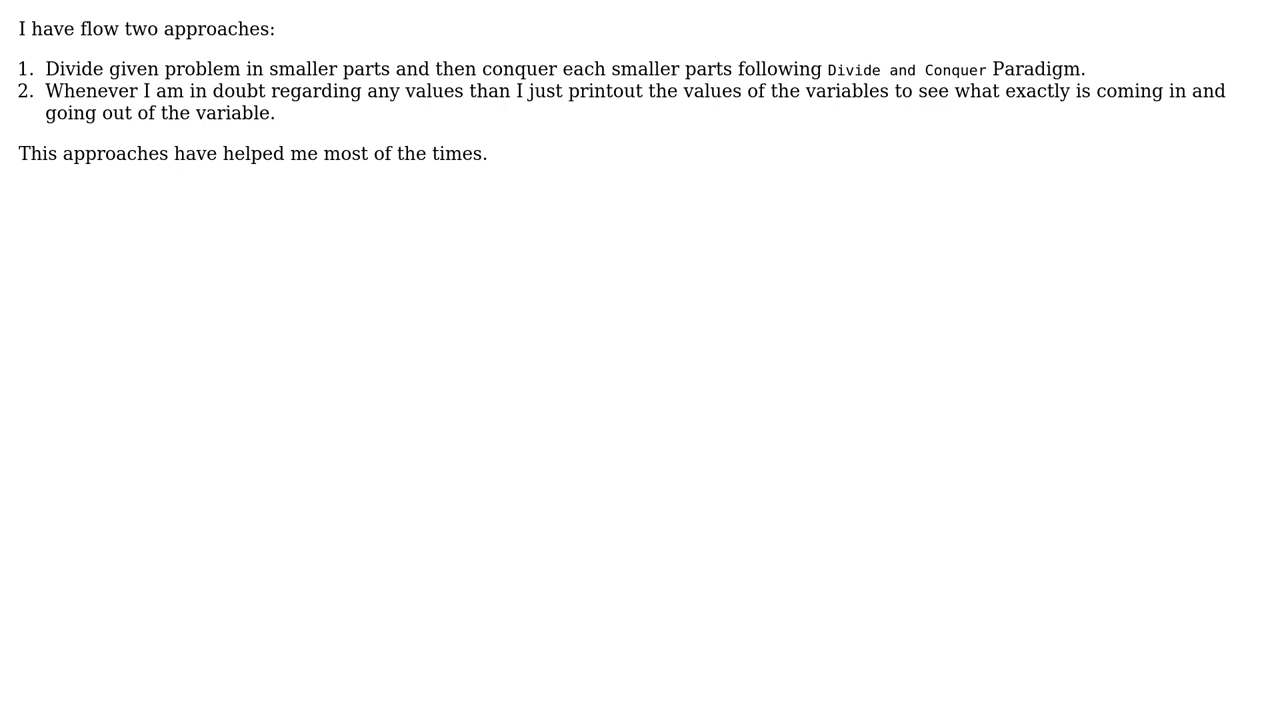 I have flow two approaches:
1. Divide given problem in smaller parts and then conquer each smaller parts following Divide and Conquer Paradigm.
2. Whenever I am in doubt regarding any values than I just printout the values of the variables to see what exactly is coming in and
going out of the variable.
This approaches have helped me most of the times.